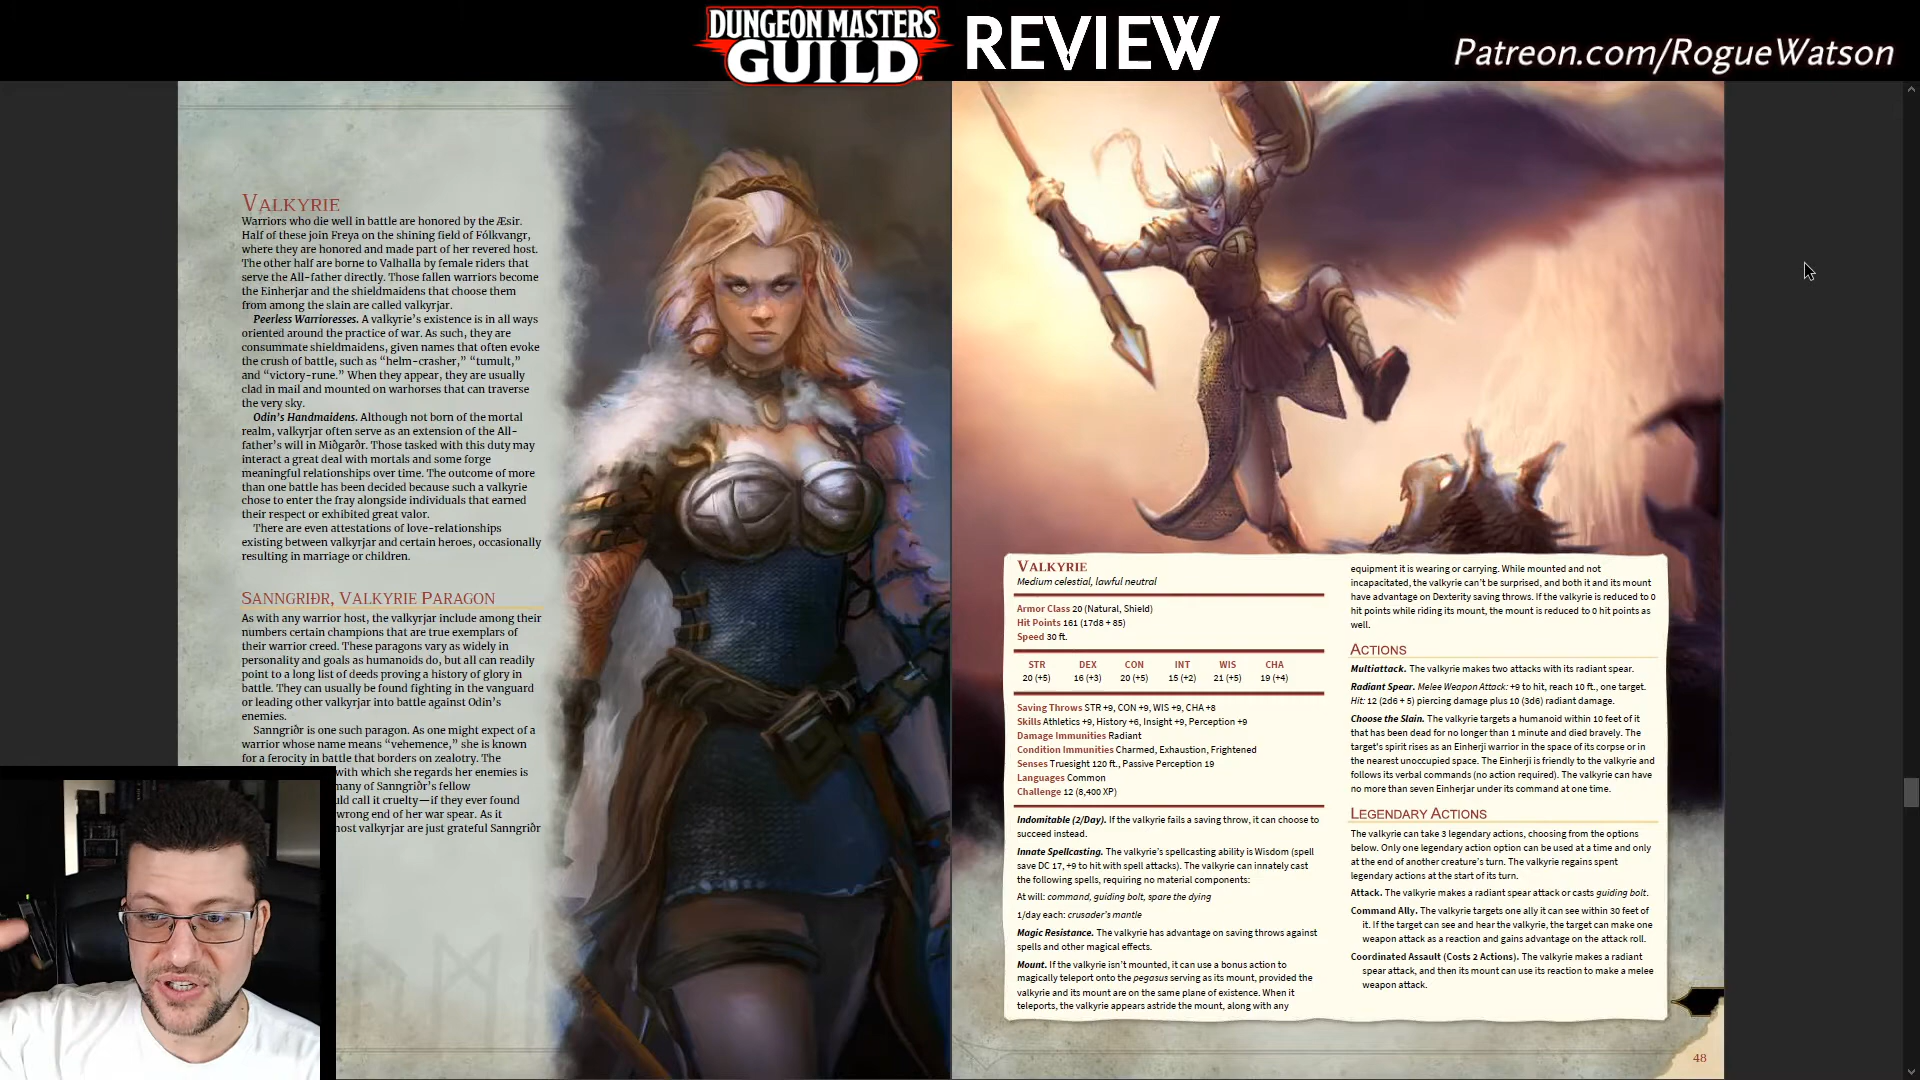 DUNGEON MASTERS
GUILD
REVIEW
Patreon.com/RogueWatson
VALKYRIE
Warriors who die well in battle are honored by the Æsir.
Half of these join Freya on the shining field of Fólkvangr,
where they are honored and made part of her revered host.
The other half are borne to Valhalla by female riders that
serve the All-father directly. Those fallen warriors become
the Einherjar and the shieldmaidens that choose them
from among the slain are called valkyrjar.
Peerless Warrioresses. A valkyrie's existence is in all ways
oriented around the practice of war. As such, they are
consummate shieldmaidens, given names that often evoke
the crush of battle, such as “helm-crasher,” “tumult,”
and “victory-rune.” When they appear, they are usually
clad in mail and mounted on warhorses that can traverse
the very sky.
Odin's Handmaidens. Although not born of the mortal
realm, valkyrjar often serve as an extension of the All-
father's will in Miðgarðr. Those tasked with this duty may
interact a great deal with mortals and some forge
meaningful relationships over time. The outcome of more
than one battle has been decided because such a valkyrie
chose to enter the fray alongside individuals that earned
their respect or exhibited great valor.
There are even attestations of love-relationships
existing between valkyrjar and certain heroes, occasionally
resulting in marriage or children.
SANNGRIÐR, VALKYRIE PARAGON
As with any warrior host, the valkyrjar include among their
numbers certain champions that are true exemplars of
their warrior creed. These paragons vary as widely in
personality and goals as humanoids do, but all can readily
point to a long list of deeds proving a history of glory in
battle. They can usually be found fighting in the vanguard
or leading other valkyrjar into battle against Odin's
enemies.
Sanngriðr is one such paragon. As one might expect of a
warrior whose name means “vehemence,” she is known
for a ferocity in battle that borders on zealotry. The
with which she regards her enemies is
many of Sanngriðr's fellow
uld call it cruelty—if they ever found
wrong end of her war spear. As it
most valkyrjar are just grateful Sanngriðr
VALKYRIE
Medium celestial, lawful neutral
Armor Class 20 (Natural, Shield)
Hit Points 161 (17d8 + 85)
Speed 30 ft.
STR DEX CON INT WIS CHA
20 (+5) 16 (+3) 20 (+5) 15 (+2) 21 (+5) 19 (+4)
Saving Throws STR +9, CON +9, WIS +9, CHA +8
Skills Athletics +9, History +6, Insight +9, Perception +9
Damage Immunities Radiant
Condition Immunities Charmed, Exhaustion, Frightened
Senses Truesight 120 ft., Passive Perception 19
Languages Common
Challenge 12 (8,400 XP)
Indomitable (2/Day). If the valkyrie fails a saving throw, it can choose to
succeed instead.
Innate Spellcasting. The valkyrie's spellcasting ability is Wisdom (spell
save DC 17, +9 to hit with spell attacks). The valkyrie can innately cast
the following spells, requiring no material components:
At will: command, guiding bolt, spare the dying
1/day each: crusader's mantle
Magic Resistance. The valkyrie has advantage on saving throws against
spells and other magical effects.
Mount. If the valkyrie isn't mounted, it can use a bonus action to
magically teleport onto the pegasus serving as its mount, provided the
valkyrie and its mount are on the same plane of existence. When it
teleports, the valkyrie appears astride the mount, along with any
equipment it is wearing or carrying. While mounted and not
incapacitated, the valkyrie can't be surprised, and both it and its mount
have advantage on Dexterity saving throws. If the valkyrie is reduced to 0
hit points while riding its mount, the mount is reduced to 0 hit points as
well.
ACTIONS
Multiattack. The valkyrie makes two attacks with its radiant spear.
Radiant Spear. Melee Weapon Attack: +9 to hit, reach 10 ft., one target.
Hit: 12 (2d6 + 5) piercing damage plus 10 (3d6) radiant damage.
Choose the Slain. The valkyrie targets a humanoid within 10 feet of it
that has been dead for no longer than 1 minute and died bravely. The
target's spirit rises as an Einherji warrior in the space of its corpse or in
the nearest unoccupied space. The Einherji is friendly to the valkyrie and
follows its verbal commands (no action required). The valkyrie can have
no more than seven Einherjar under its command at one time.
LEGENDARY ACTIONS
The valkyrie can take 3 legendary actions, choosing from the options
below. Only one legendary action option can be used at a time and only
at the end of another creature's turn. The valkyrie regains spent
legendary actions at the start of its turn.
Attack. The valkyrie makes a radiant spear attack or casts guiding bolt.
Command Ally. The valkyrie targets one ally it can see within 30 feet of
it. If the target can see and hear the valkyrie, the target can make one
weapon attack as a reaction and gains advantage on the attack roll.
Coordinated Assault (Costs 2 Actions). The valkyrie makes a radiant
spear attack, and then its mount can use its reaction to make a melee
weapon attack.
48